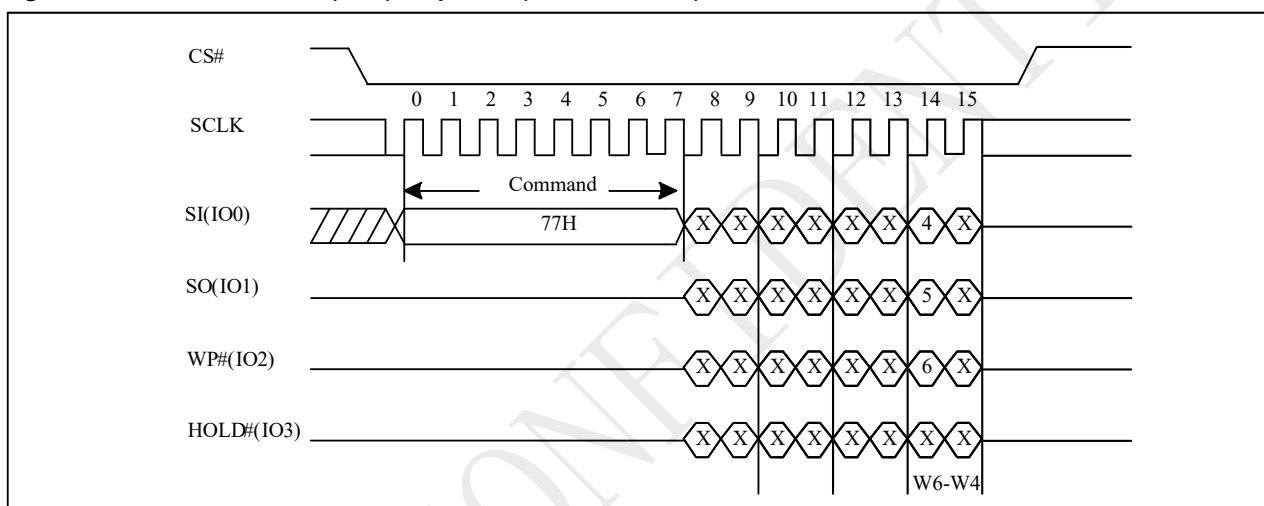 CS#
0 1 2 3 4 5 6 7 8 9 10 11 12 13 14 15
SCLK
Command
SI(IO0) 77H X X X X X X 4 X
SO(IO1) X X X X X X 5 X
WP#(IO2) X X X X X X 6 X
HOLD#(IO3) X X X X X X X X
W6-W4